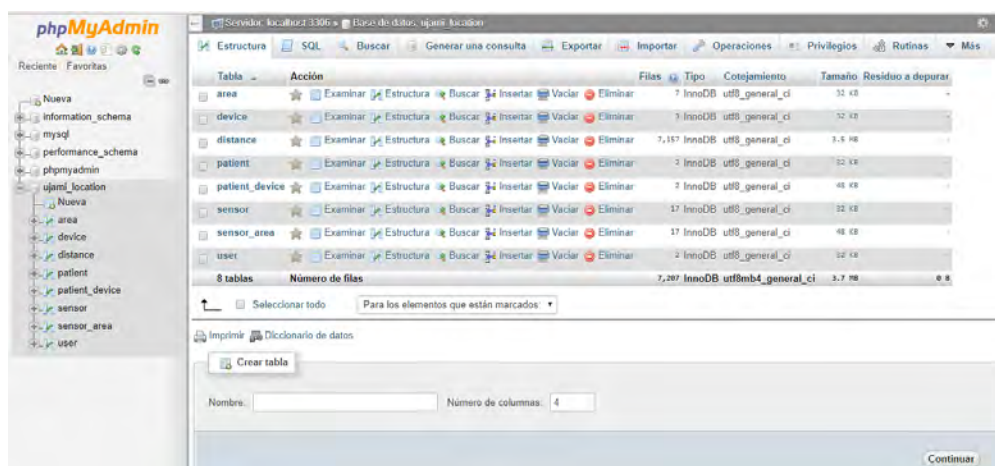 phpMyAdmin
Reciente Favoritas
Nueva
information_schema
mysql
performance_schema
phpmyadmin
ujami_location
Nueva
area
device
distance
patient
patient_device
sensor
sensor_area
user
Servidor: localhost:3306 » Base de datos: ujami_location
Estructura SQL Buscar Generar una consulta Exportar Importar Operaciones Privilegios Rutinas Más
Tabla Acción Filas Tipo Cotejamiento Tamaño Residuo a depurar
area Examinar Estructura Buscar Insertar Vaciar Eliminar 7 InnoDB utf8_general_ci 32 KB -
device Examinar Estructura Buscar Insertar Vaciar Eliminar InnoDB utf8_general_ci 32 KB -
distance Examinar Estructura Buscar Insertar Vaciar Eliminar 7,157 InnoDB utf8_general_ci 3.5 MB -
patient Examinar Estructura Buscar Insertar Vaciar Eliminar 2 InnoDB utf8_general_ci 32 KB -
patient_device Examinar Estructura Buscar Insertar Vaciar Eliminar 2 InnoDB utf8_general_ci 48 KB -
sensor Examinar Estructura Buscar Insertar Vaciar Eliminar 17 InnoDB utf8_general_ci 32 KB -
sensor_area Examinar Estructura Buscar Insertar Vaciar Eliminar 17 InnoDB utf8_general_ci 48 KB -
user Examinar Estructura Buscar Insertar Vaciar Eliminar 2 InnoDB utf8_general_ci 32 KB -
8 tablas Número de filas 7,207 InnoDB utf8mb4_general_ci 3.7 MB 0 B
Seleccionar todo Para los elementos que están marcados:
Imprimir Diccionario de datos
Crear tabla
Nombre: Número de columnas: 4
Continuar